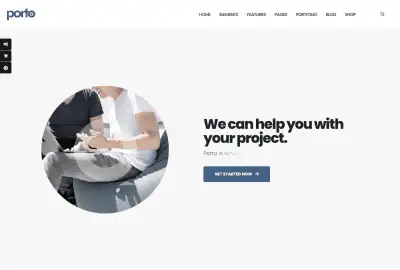 porto
HOME ELEMENTS FEATURES PAGES PORTFOLIO BLOG SHOP
We can help you with
your project.
Porto is
GET STARTED NOW →